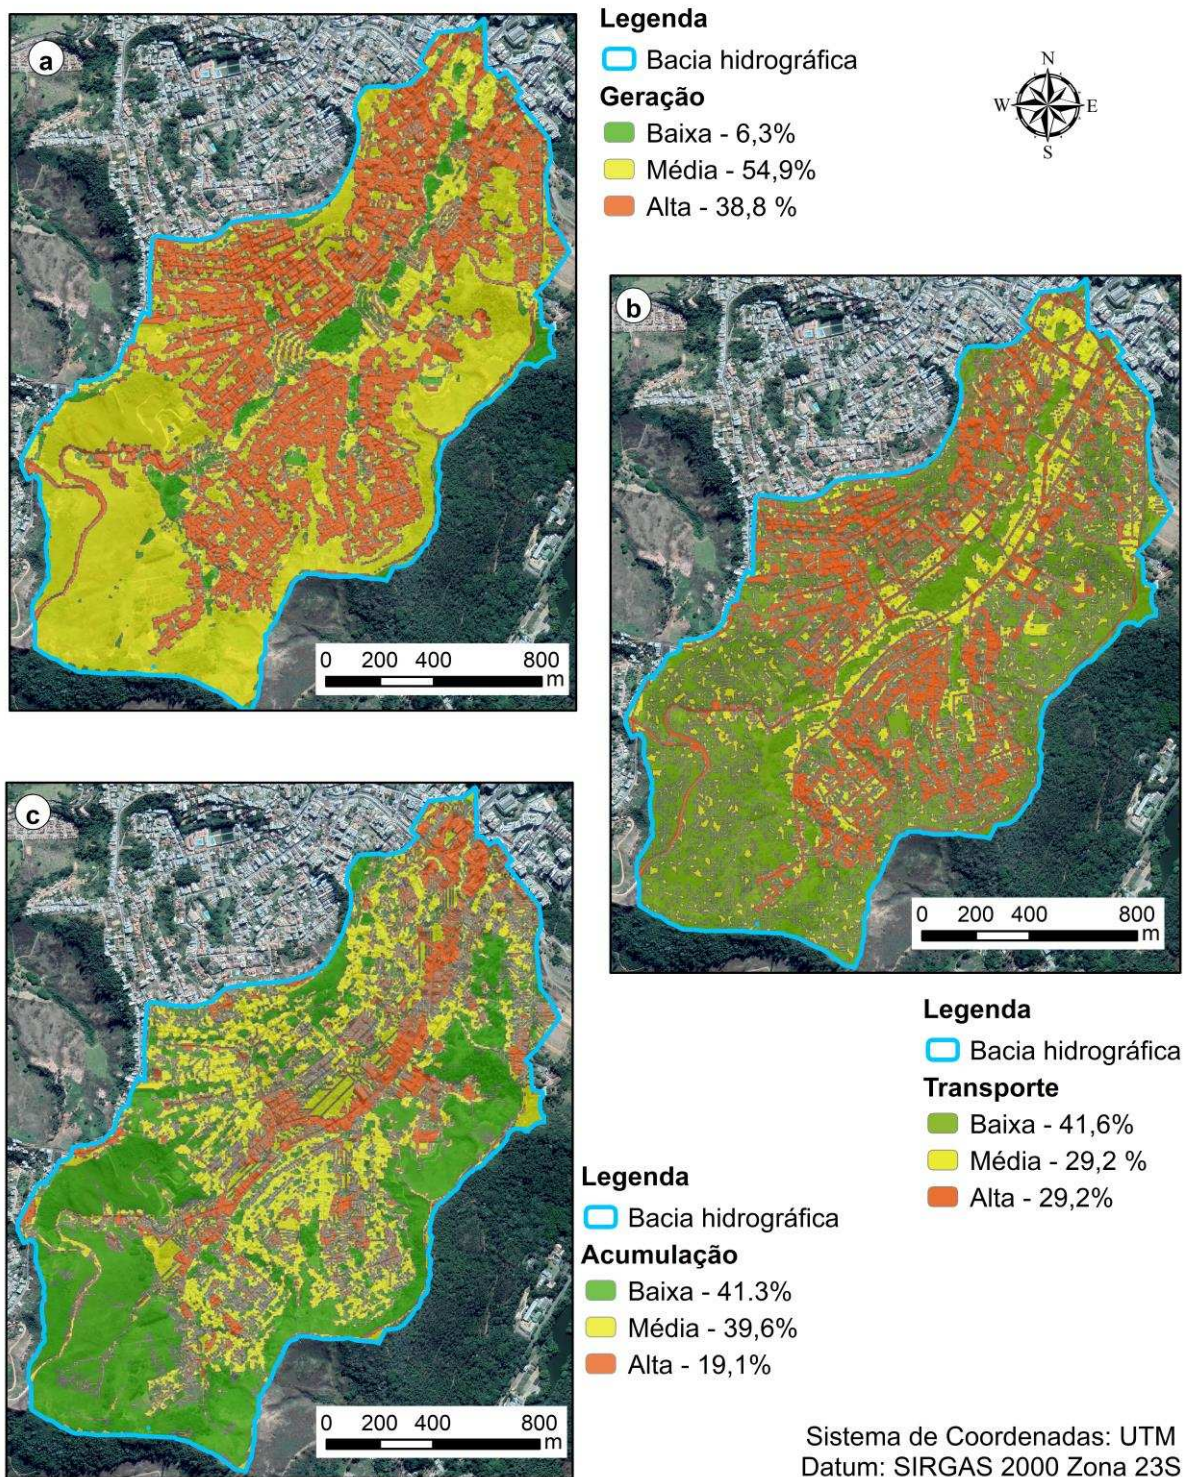 a
Legenda
Bacia hidrográfica
Geração
Baixa - 6,3%
Média - 54,9%
Alta - 38,8 %
N
W E
S
0 200 400 800
m
b
0 200 400 800
m
Legenda
Bacia hidrográfica
Transporte
Baixa - 41,6%
Média - 29,2 %
Alta - 29,2%
c
0 200 400 800
m
Legenda
Bacia hidrográfica
Acumulação
Baixa - 41.3%
Média - 39,6%
Alta - 19,1%
Sistema de Coordenadas: UTM
Datum: SIRGAS 2000 Zona 23S